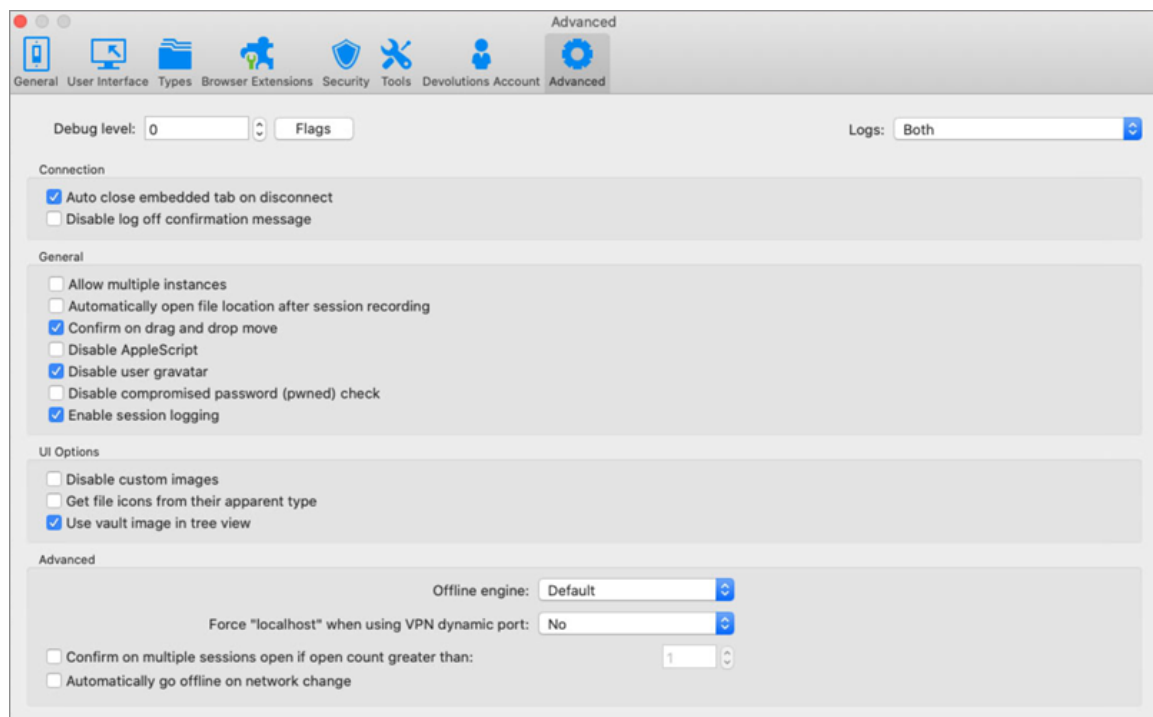 Advanced
General User Interface Types Browser Extensions Security Tools Devolutions Account Advanced
Debug level: 0 Flags Logs: Both
Connection
Auto close embedded tab on disconnect
Disable log off confirmation message
General
Allow multiple instances
Automatically open file location after session recording
Confirm on drag and drop move
Disable AppleScript
Disable user gravatar
Disable compromised password (pwned) check
Enable session logging
UI Options
Disable custom images
Get file icons from their apparent type
Use vault image in tree view
Advanced
Offline engine: Default
Force "localhost" when using VPN dynamic port: No
Confirm on multiple sessions open if open count greater than: 1
Automatically go offline on network change